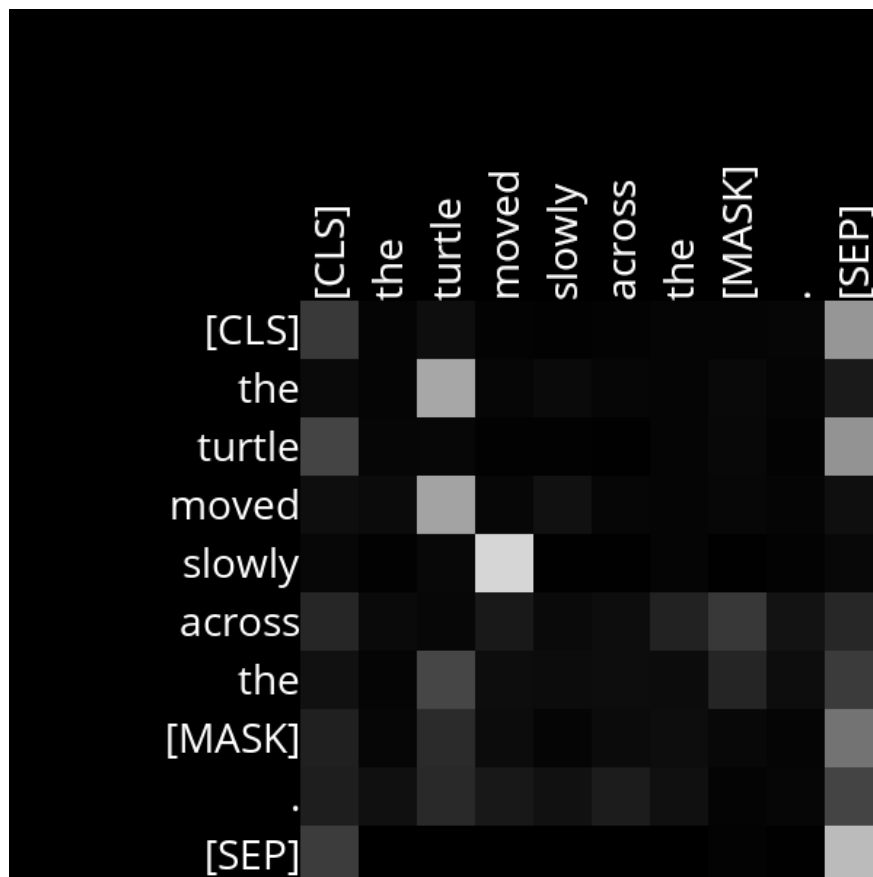 [CLS] the turtle moved slowly across the [MASK] . [SEP]
[CLS]
the
turtle
moved
slowly
across
the
[MASK]
.
[SEP]